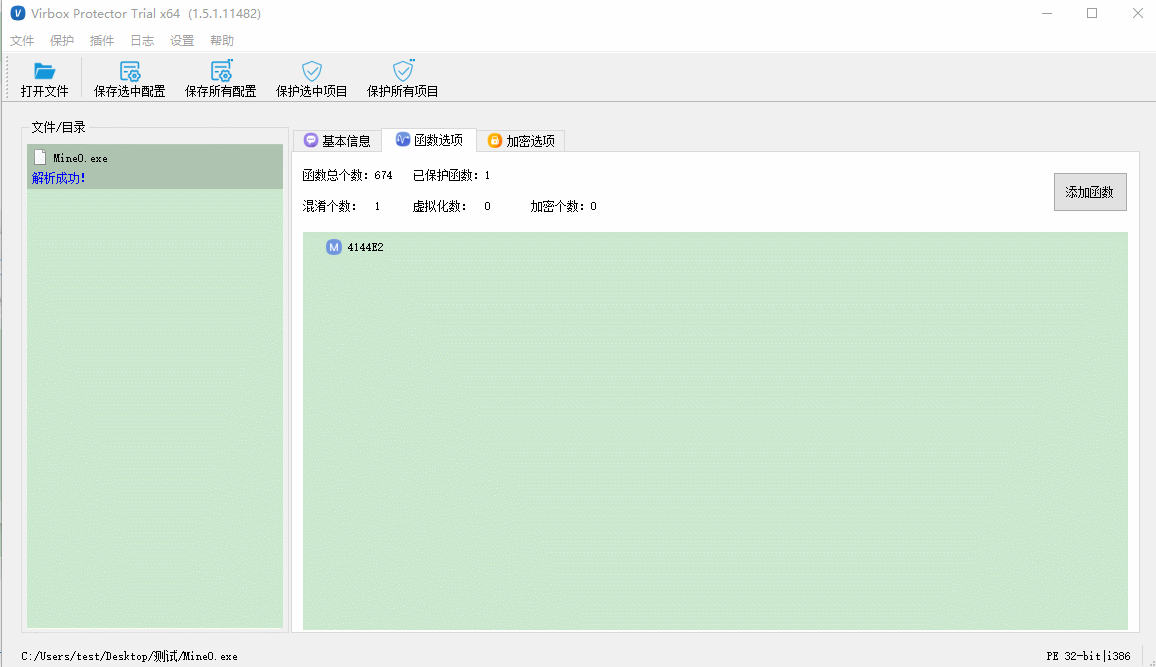 V Virbox Protector Trial x64 (1.5.1.11482)
文件 保护 插件 日志 设置 帮助
打开文件 保存选中配置 保存所有配置 保护选中项目 保护所有项目
文件/目录
Mine0.exe
解析成功!
基本信息 函数选项 加密选项
函数总个数: 674 已保护函数: 1
混淆个数: 1 虚拟化数: 0 加密个数: 0
添加函数
M 4144E2
C:/Users/test/Desktop/测试/Mine0.exe PE 32-bit|i386